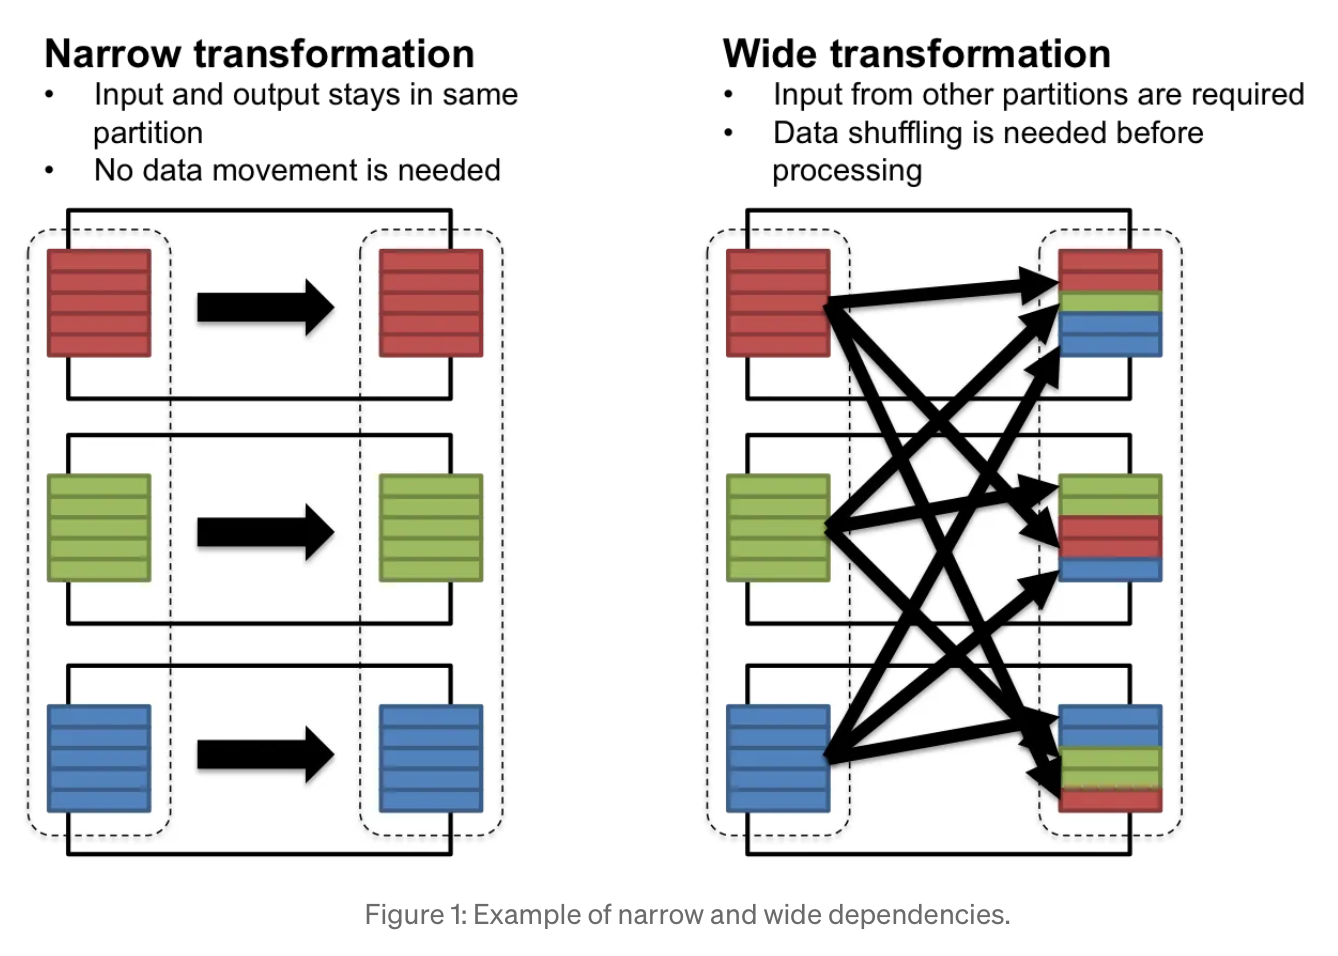 Narrow transformation
• Input and output stays in same
partition
• No data movement is needed
Wide transformation
• Input from other partitions are required
• Data shuffling is needed before
processing
Figure 1: Example of narrow and wide dependencies.